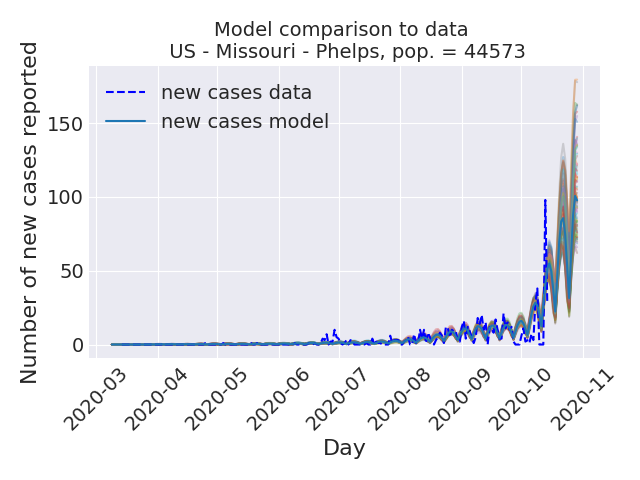 Model comparison to data
US - Missouri - Phelps, pop. = 44573
Number of new cases reported
new cases data
new cases model
150
100
50
0
2020-03
2020-04
2020-05
2020-06
2020-07
2020-08
2020-09
2020-10
2020-11
Day